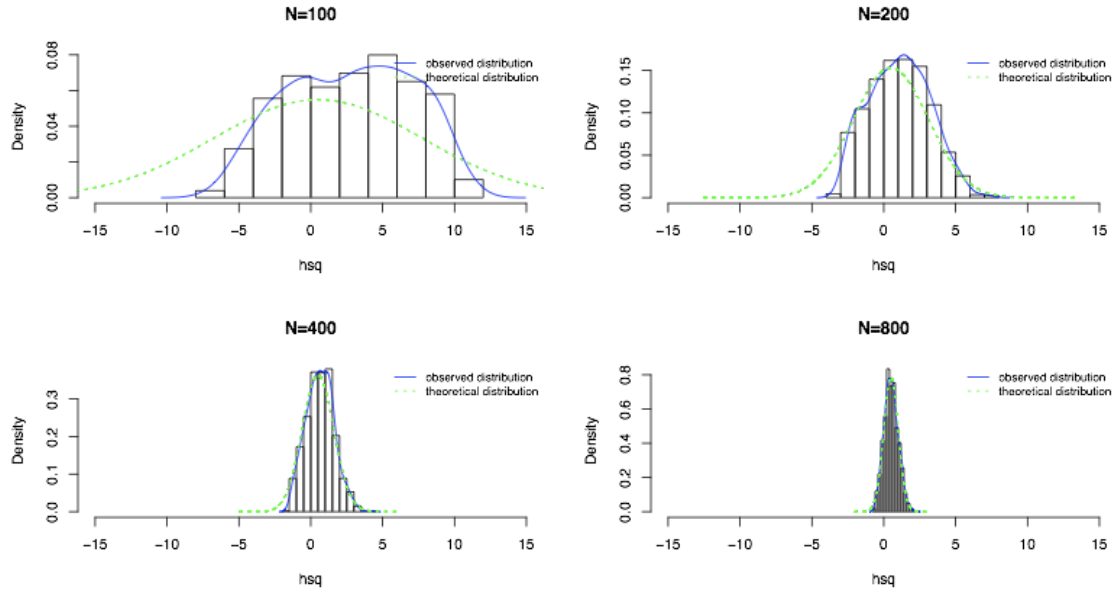 N=100
observed distribution
theoretical distribution
Density
0.00
0.04
0.08
−15 −10 −5 0 5 10 15
hsq
N=200
observed distribution
theoretical distribution
Density
0.00
0.05
0.10
0.15
−15 −10 −5 0 5 10 15
hsq
N=400
observed distribution
theoretical distribution
Density
0.0
0.1
0.2
0.3
−15 −10 −5 0 5 10 15
hsq
N=800
observed distribution
theoretical distribution
Density
0.0
0.2
0.4
0.6
0.8
−15 −10 −5 0 5 10 15
hsq